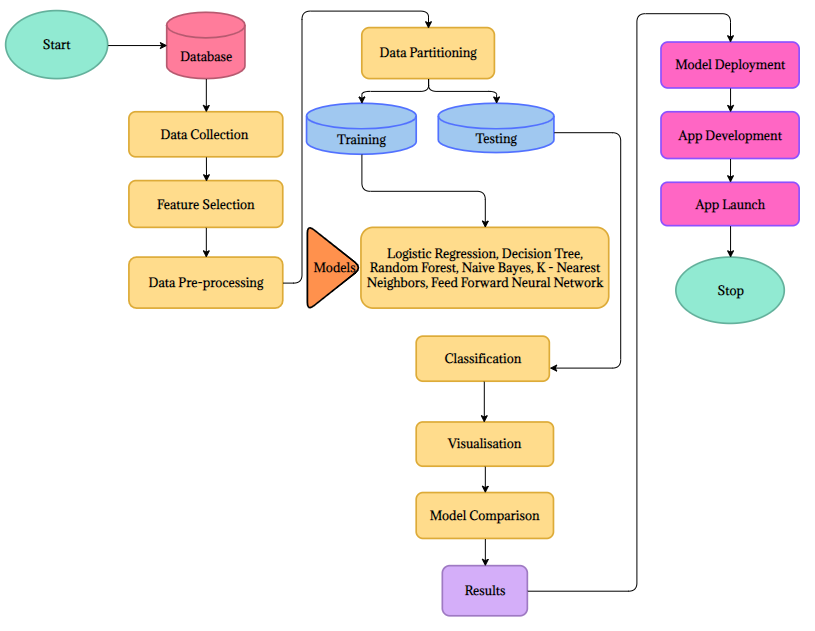 Start
Database
Data Collection
Feature Selection
Data Pre-processing
Data Partitioning
Training
Testing
Models
Logistic Regression, Decision Tree,
Random Forest, Naive Bayes, K - Nearest
Neighbors, Feed Forward Neural Network
Classification
Visualisation
Model Comparison
Results
Model Deployment
App Development
App Launch
Stop